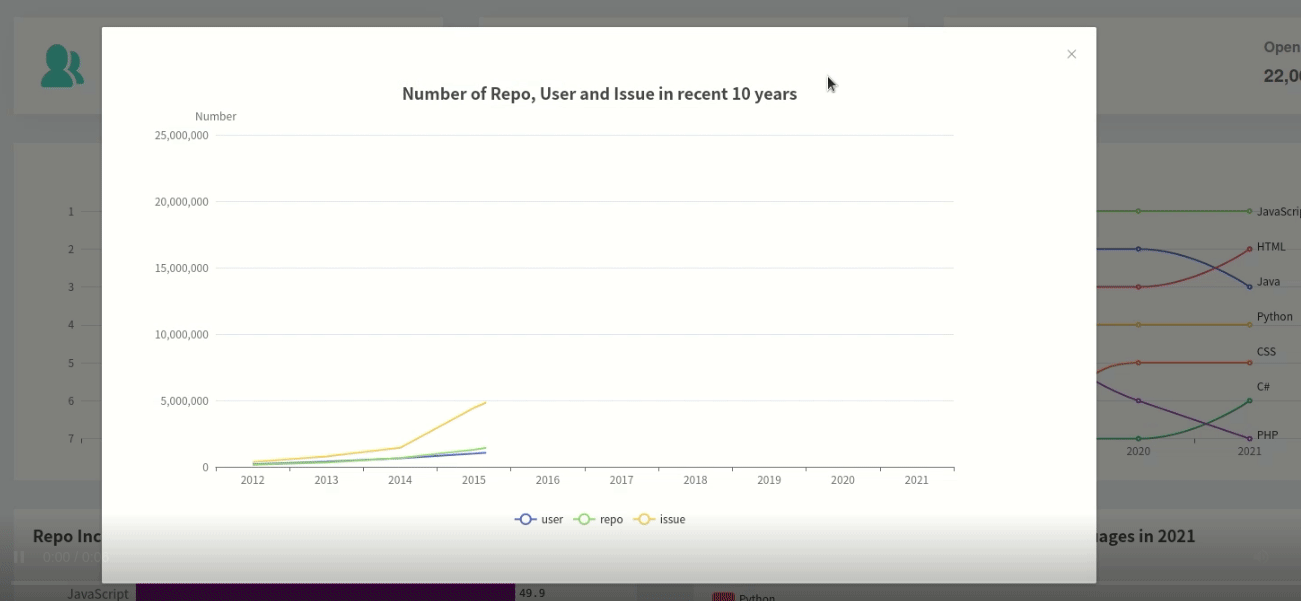 Open
22,0
Number of Repo, User and Issue in recent 10 years
Number
25,000,000
20,000,000
15,000,000
10,000,000
5,000,000
0
2012 2013 2014 2015 2016 2017 2018 2019 2020 2021
user repo issue
1
2
3
4
5
6
7
JavaScrip
HTML
Java
Python
CSS
C#
PHP
2020 2021
Repo Inc
ages in 2021
0:00 / 0:0
JavaScript
49.9
Python